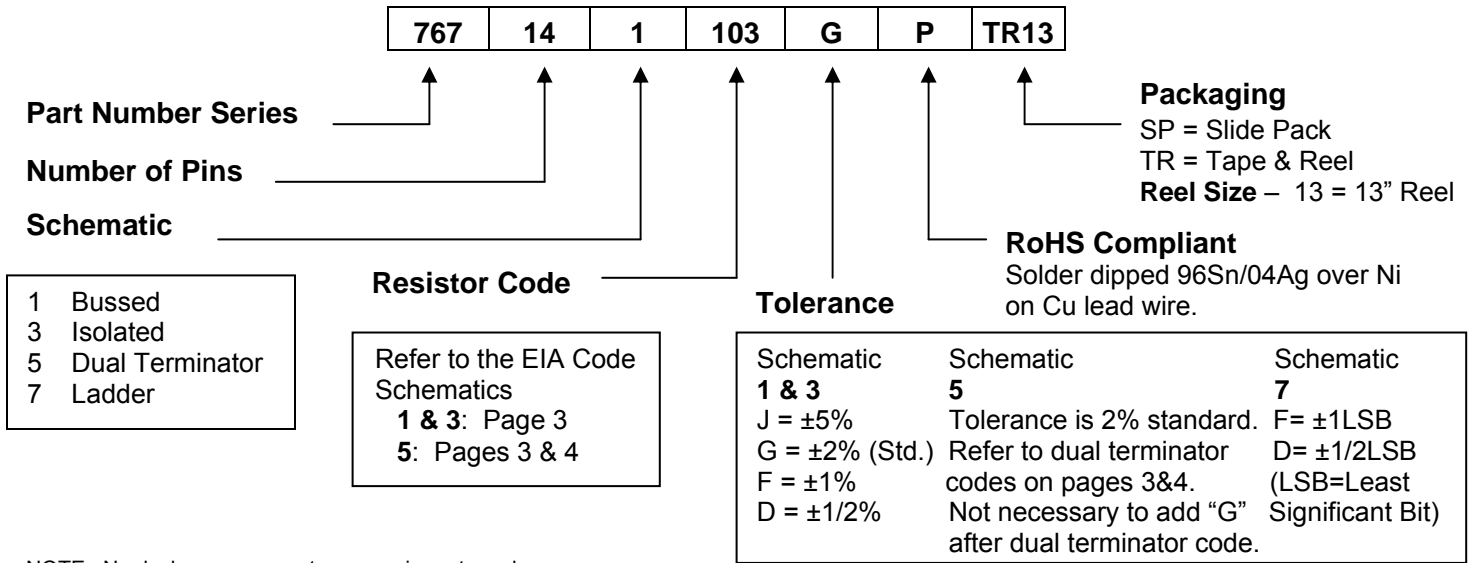 767 14 1 103 G P TR13
Part Number Series
Number of Pins
Schematic
1 Bussed
3 Isolated
5 Dual Terminator
7 Ladder
Resistor Code
Refer to the EIA Code
Schematics
1 & 3: Page 3
5: Pages 3 & 4
Tolerance
Schematic
1 & 3
J = ±5%
G = ±2% (Std.)
F = ±1%
D = ±1/2%
Schematic
5
Tolerance is 2% standard.
Refer to dual terminator
codes on pages 3&4.
Not necessary to add “G”
after dual terminator code.
Schematic
7
F= ±1LSB
D= ±1/2LSB
(LSB=Least
Significant Bit)
RoHS Compliant
Solder dipped 96Sn/04Ag over Ni
on Cu lead wire.
Packaging
SP = Slide Pack
TR = Tape & Reel
Reel Size – 13 = 13” Reel